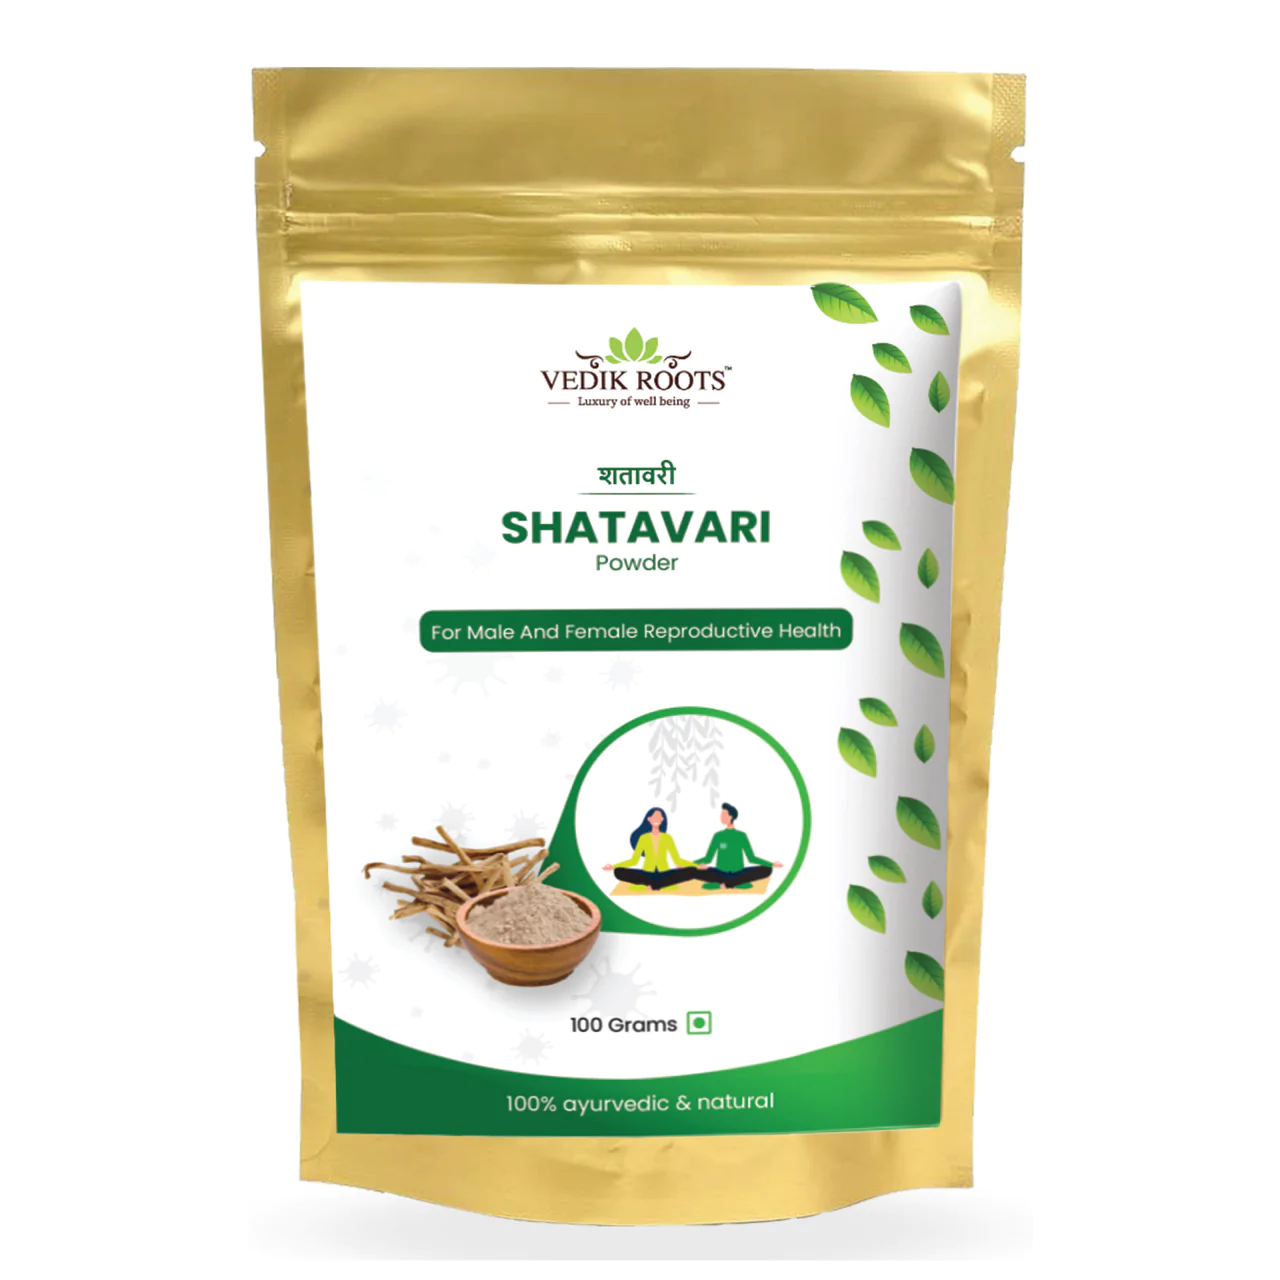 VEDIK ROOTS™
Luxury of well being
शतावरी
SHATAVARI
Powder
For Male And Female Reproductive Health
100 Grams
100% ayurvedic & natural